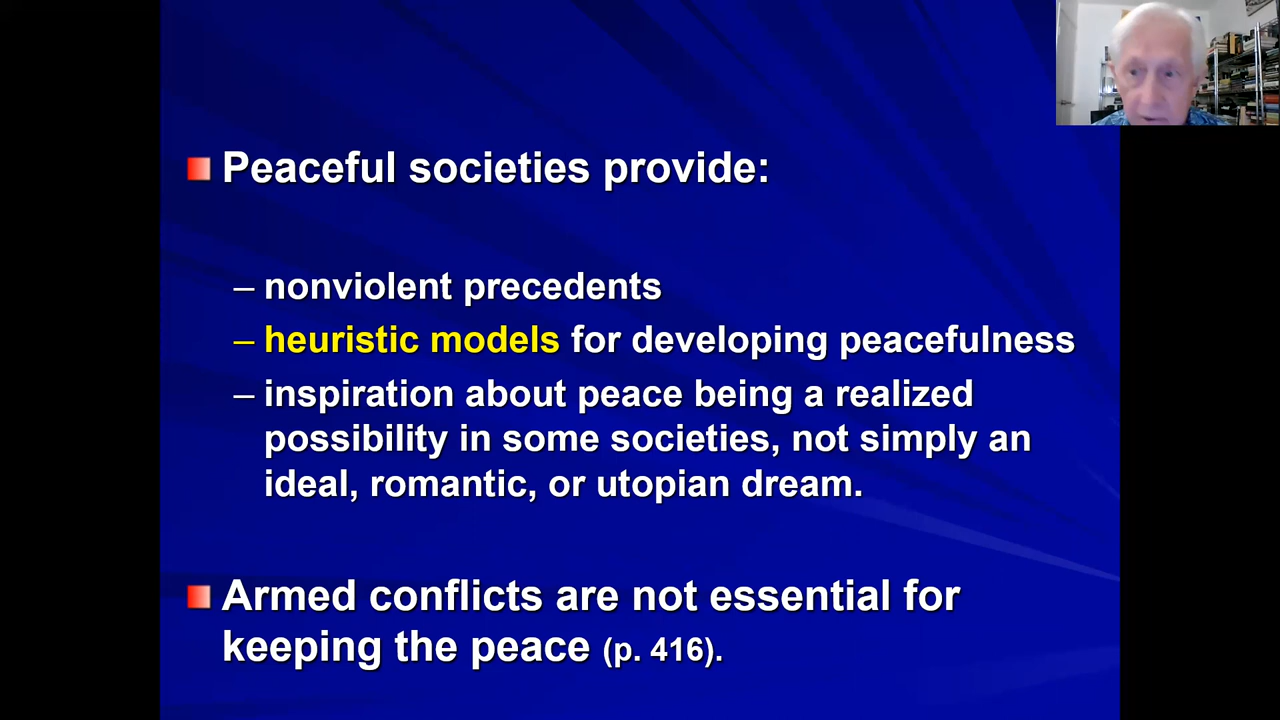 Peaceful societies provide:
– nonviolent precedents
– heuristic models for developing peacefulness
– inspiration about peace being a realized
possibility in some societies, not simply an
ideal, romantic, or utopian dream.
Armed conflicts are not essential for
keeping the peace (p. 416).